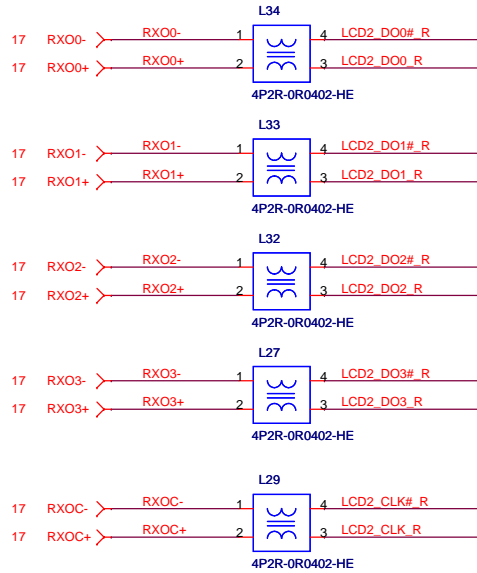 L34
17 RXO0- RXO0- 1 4 LCD2_DO0#_R
17 RXO0+ RXO0+ 2 3 LCD2_DO0_R
4P2R-0R0402-HE
L33
17 RXO1- RXO1- 1 4 LCD2_DO1#_R
17 RXO1+ RXO1+ 2 3 LCD2_DO1_R
4P2R-0R0402-HE
L32
17 RXO2- RXO2- 1 4 LCD2_DO2#_R
17 RXO2+ RXO2+ 2 3 LCD2_DO2_R
4P2R-0R0402-HE
L27
17 RXO3- RXO3- 1 4 LCD2_DO3#_R
17 RXO3+ RXO3+ 2 3 LCD2_DO3_R
4P2R-0R0402-HE
L29
17 RXOC- RXOC- 1 4 LCD2_CLK#_R
17 RXOC+ RXOC+ 2 3 LCD2_CLK_R
4P2R-0R0402-HE